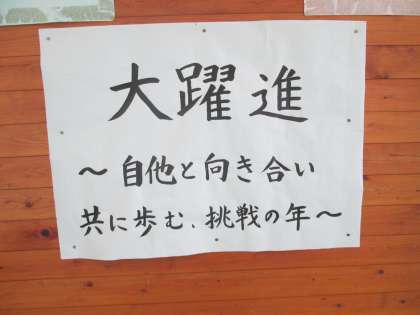 大躍進
～自他と向き合い
共に歩む、挑戦の年～